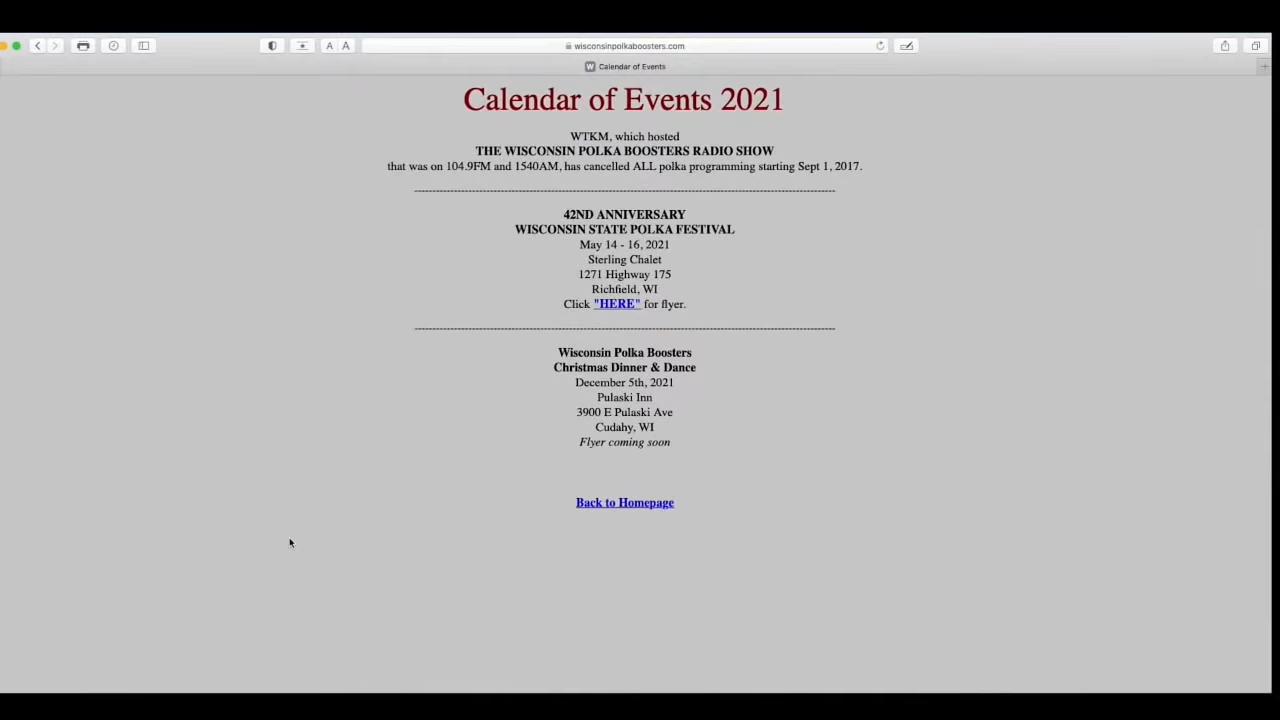 A A
wisconsinpolkaboosters.com
W Calendar of Events
Calendar of Events 2021
WTKM, which hosted
THE WISCONSIN POLKA BOOSTERS RADIO SHOW
that was on 104.9FM and 1540AM, has cancelled ALL polka programming starting Sept 1, 2017.
42ND ANNIVERSARY
WISCONSIN STATE POLKA FESTIVAL
May 14 - 16, 2021
Sterling Chalet
1271 Highway 175
Richfield, WI
Click "HERE" for flyer.
Wisconsin Polka Boosters
Christmas Dinner & Dance
December 5th, 2021
Pulaski Inn
3900 E Pulaski Ave
Cudahy, WI
Flyer coming soon
Back to Homepage